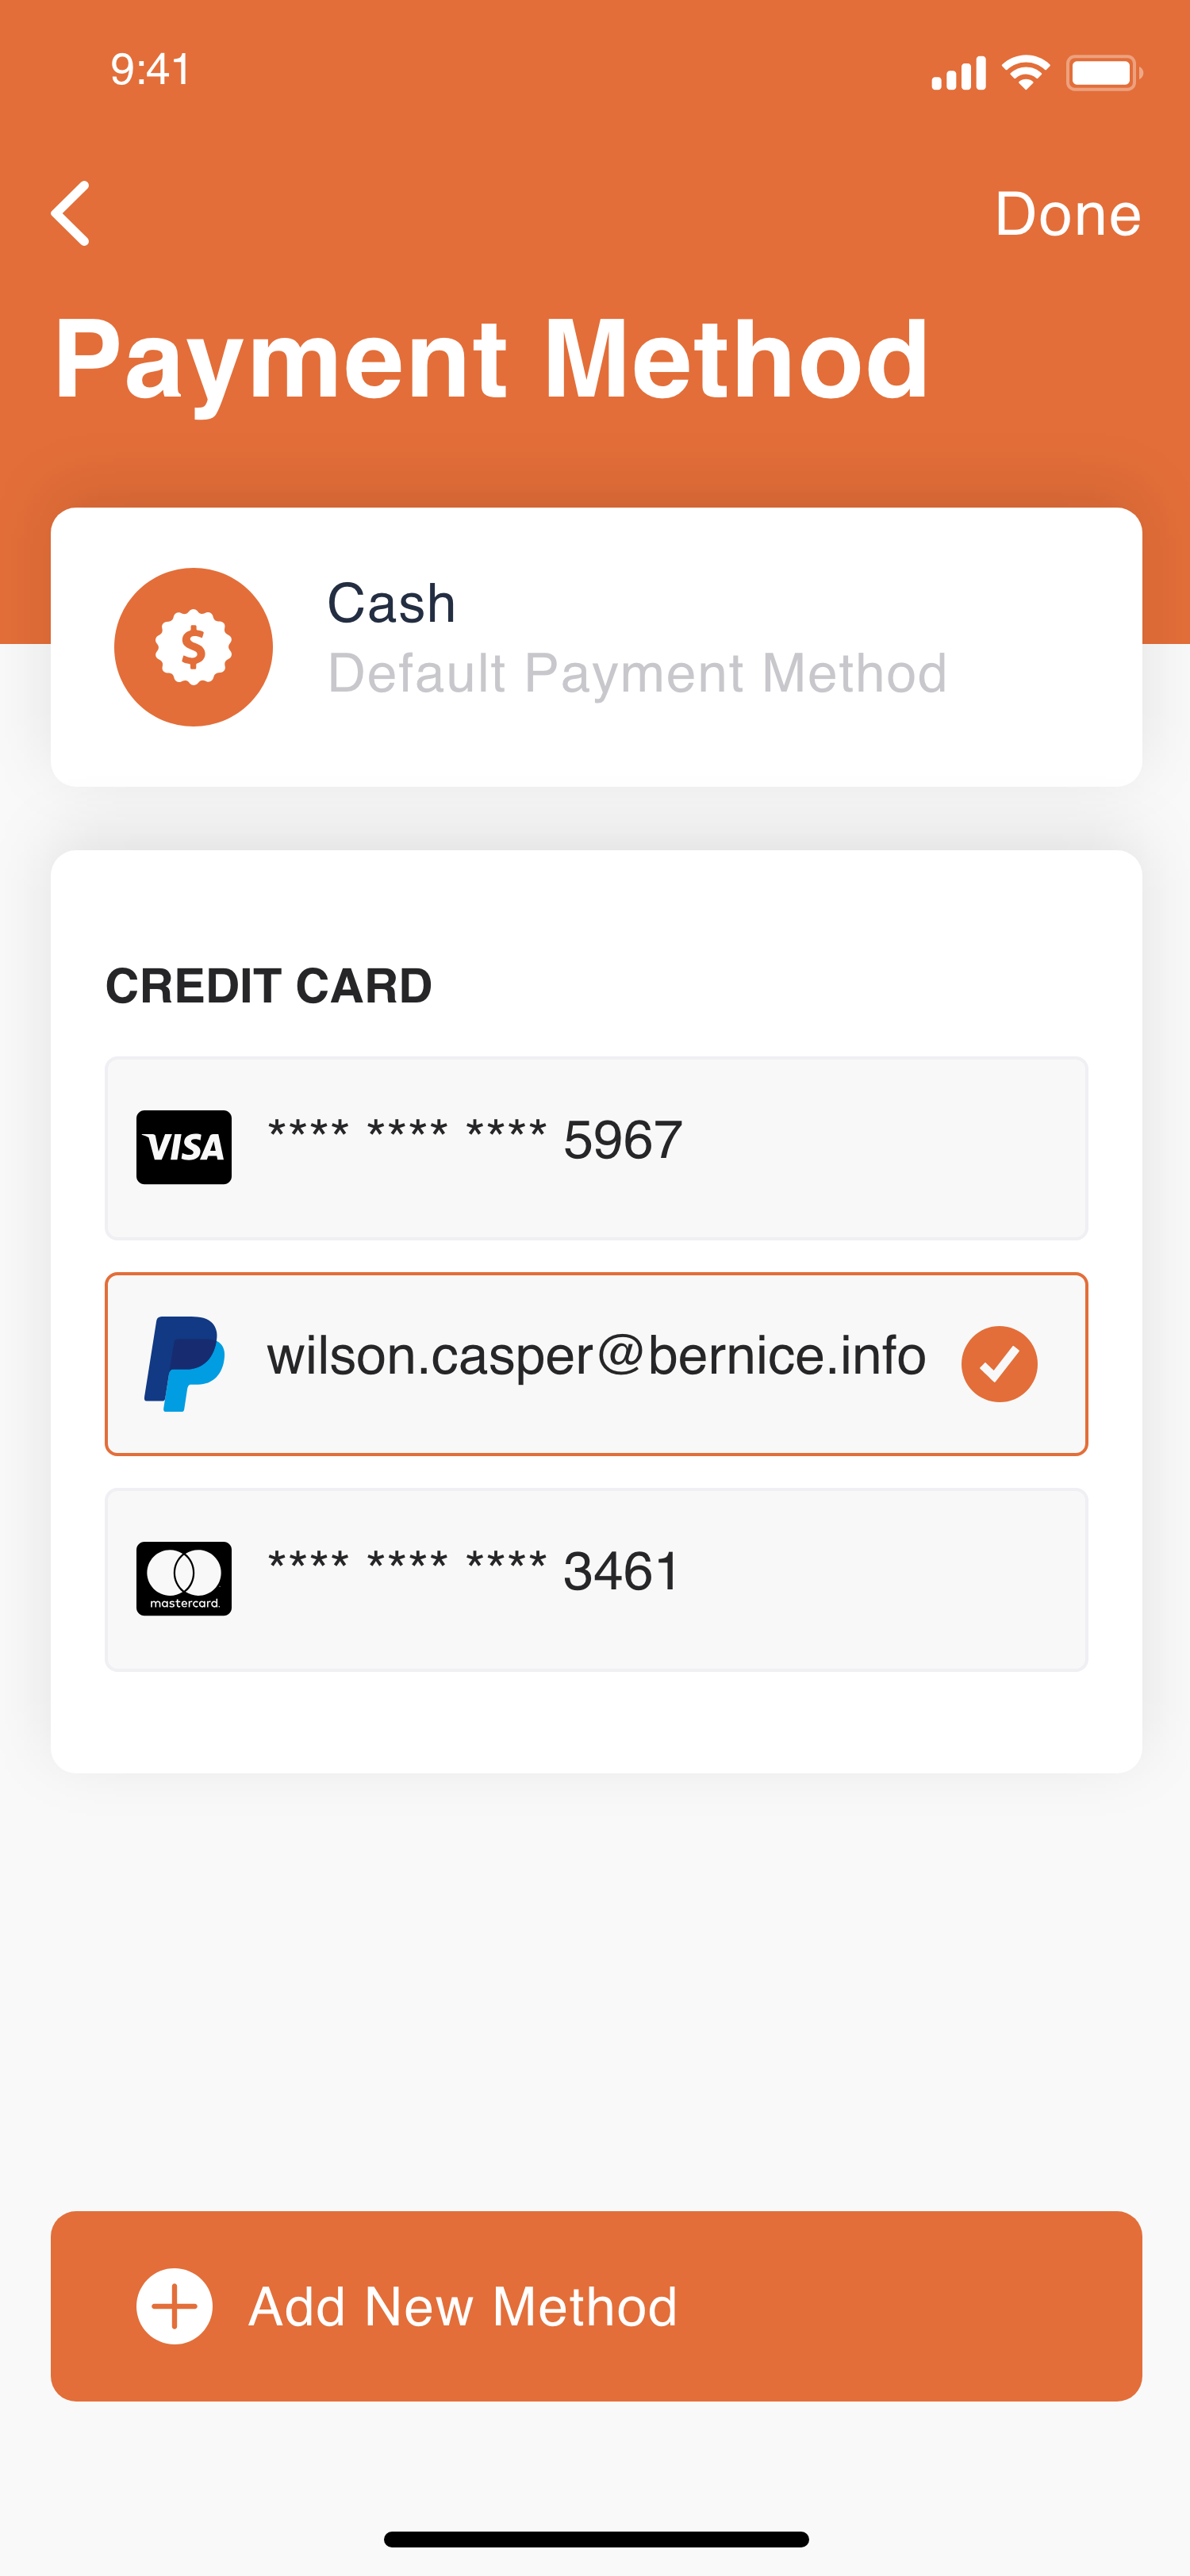 9:41
Done
Payment Method
$
Cash
Default Payment Method
CREDIT CARD
VISA
**** **** **** 5967
wilson.casper@bernice.info
**** **** **** 3461
mastercard.
Add New Method